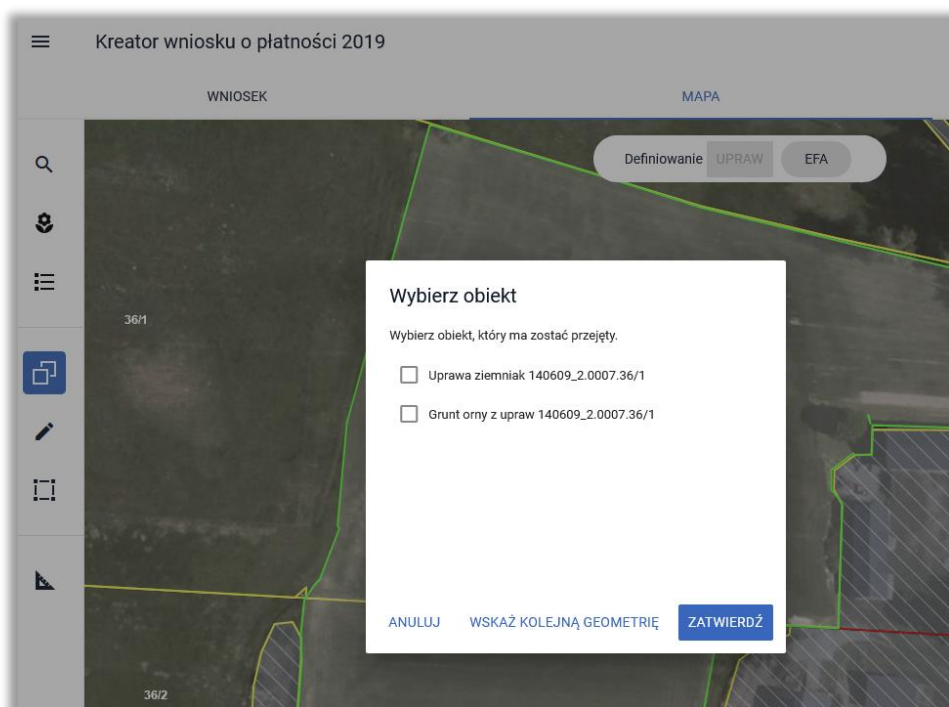 Kreator wniosku o płatności 2019
WNIOSEK
MAPA
Definiowanie UPRAW EFA
Wybierz obiekt
36/1
Wybierz obiekt, który ma zostać przejęty.
Uprawa ziemniak 140609_2.0007.36/1
Grunt orny z upraw 140609_2.0007.36/1
ANULUJ WSKAŻ KOLEJNĄ GEOMETRIĘ ZATWIERDŹ
36/2